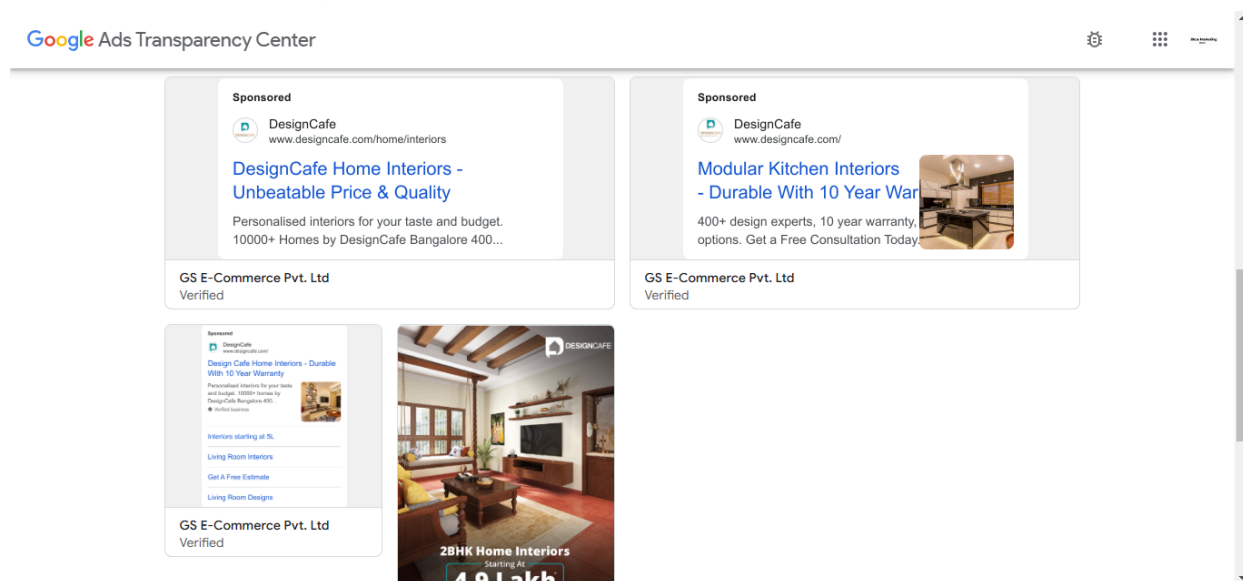 Google Ads Transparency Center
Sponsored
DesignCafe
www.designcafe.com/home/interiors
DesignCafe Home Interiors -
Unbeatable Price & Quality
Personalised interiors for your taste and budget.
10000+ Homes by DesignCafe Bangalore 400...
GS E-Commerce Pvt. Ltd
Verified
Sponsored
DesignCafe
www.designcafe.com/
Modular Kitchen Interiors
- Durable With 10 Year War
400+ design experts, 10 year warranty,
options. Get a Free Consultation Today.
GS E-Commerce Pvt. Ltd
Verified
Sponsored
DesignCafe
www.designcafe.com/
Design Cafe Home Interiors - Durable
With 10 Year Warranty
Personalised interiors for your taste
and budget. 10000+ homes by
DesignCafe Bangalore 400...
Verified business
Interiors starting at 5L
Living Room Interiors
Get A Free Estimate
Living Room Designs
GS E-Commerce Pvt. Ltd
Verified
DESIGNCAFE
2BHK Home Interiors
Starting At
4.9 Lakh